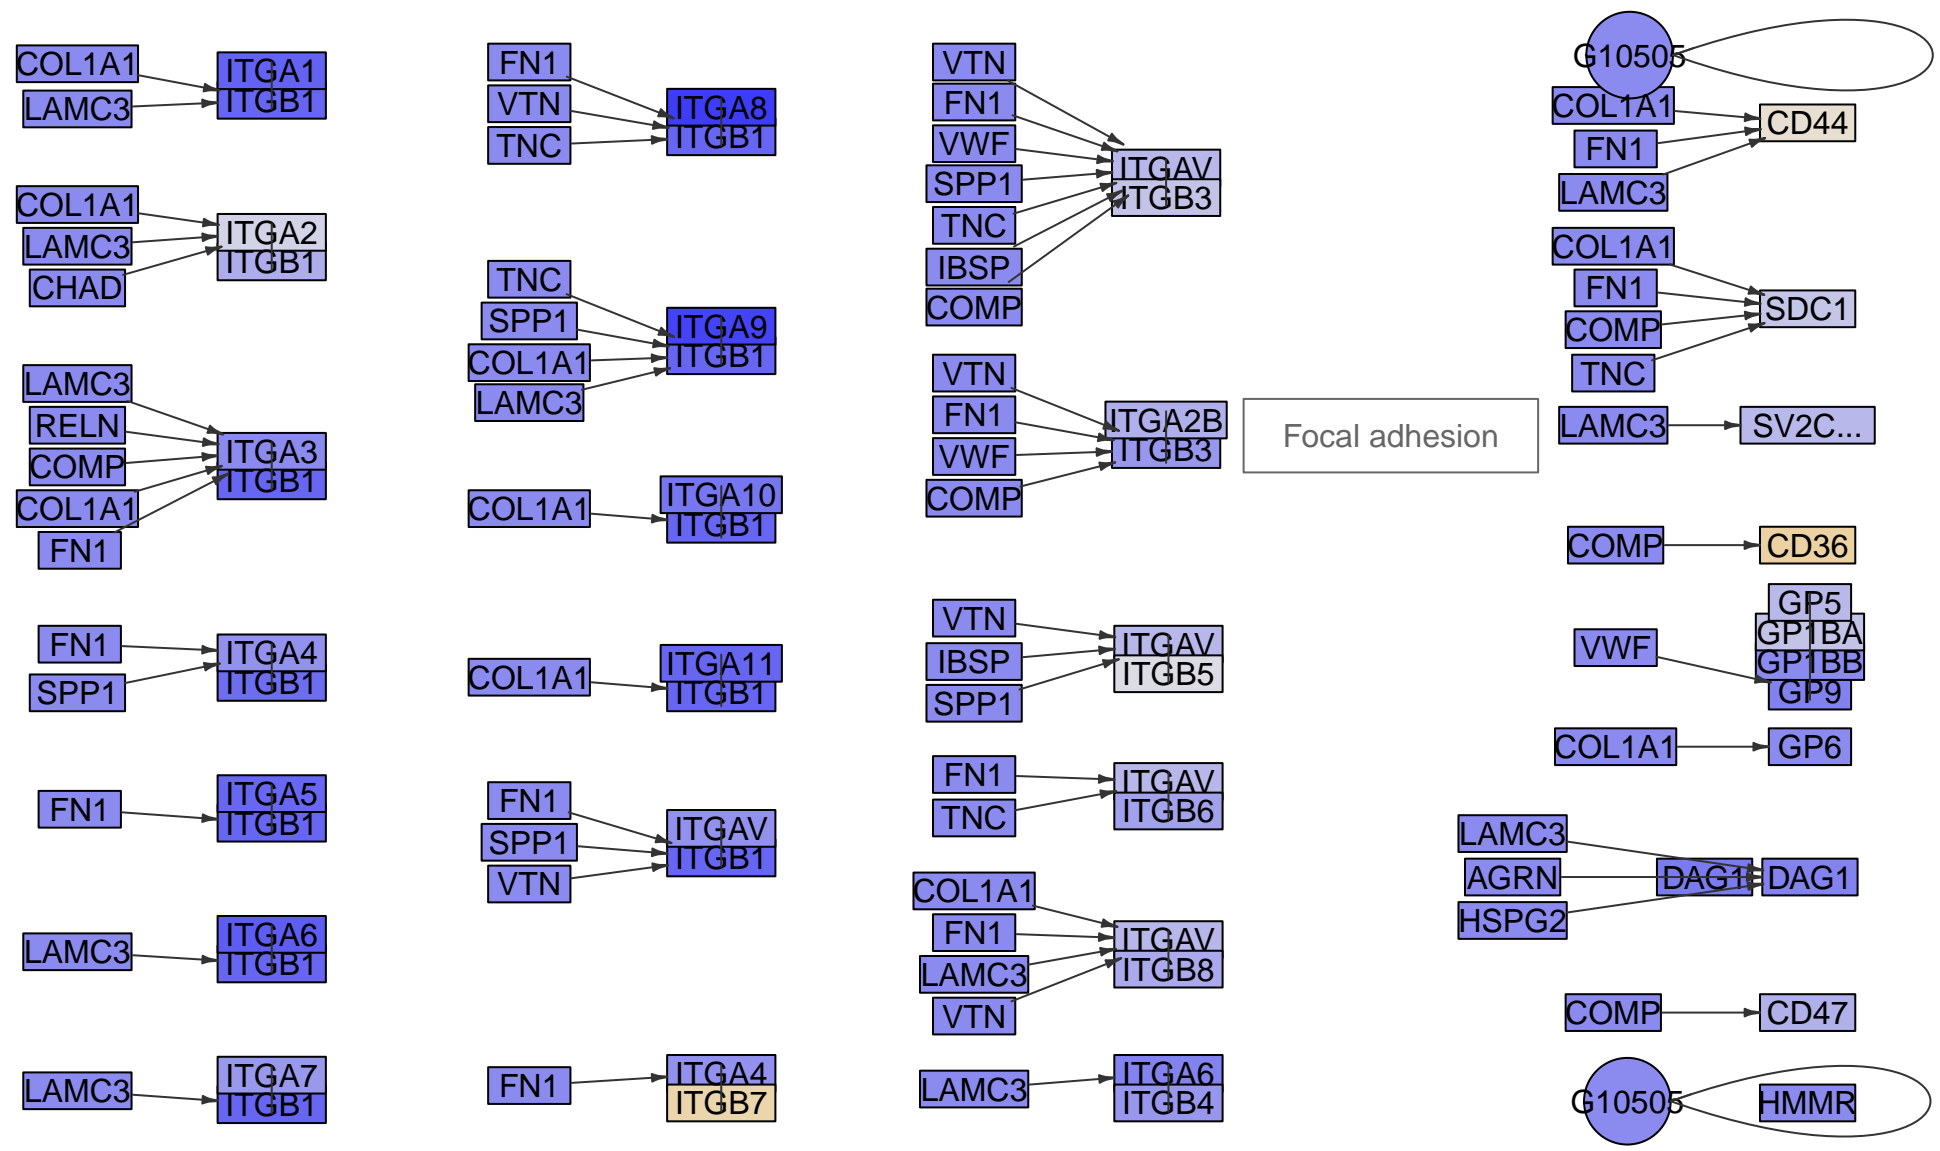 COL1A1
LAMC3
ITGA1
ITGB1
COL1A1
LAMC3
CHAD
ITGA2
ITGB1
LAMC3
RELN
COMP
COL1A1
FN1
ITGA3
ITGB1
FN1
SPP1
ITGA4
ITGB1
FN1
ITGA5
ITGB1
LAMC3
ITGA6
ITGB1
LAMC3
ITGA7
ITGB1
FN1
VTN
TNC
ITGA8
ITGB1
TNC
SPP1
COL1A1
LAMC3
ITGA9
ITGB1
COL1A1
ITGA10
ITGB1
COL1A1
ITGA11
ITGB1
FN1
SPP1
VTN
ITGAV
ITGB1
FN1
ITGA4
ITGB7
VTN
FN1
VWF
SPP1
TNC
IBSP
COMP
ITGAV
ITGB3
VTN
FN1
VWF
COMP
ITGA2B
ITGB3
Focal adhesion
VTN
IBSP
SPP1
ITGAV
ITGB5
FN1
TNC
ITGAV
ITGB6
COL1A1
FN1
LAMC3
VTN
ITGAV
ITGB8
LAMC3
ITGA6
ITGB4
G10505
COL1A1
FN1
LAMC3
CD44
COL1A1
FN1
COMP
TNC
SDC1
LAMC3
SV2C...
COMP
CD36
VWF
GP5
GP1BA
GP1BB
GP9
COL1A1
GP6
LAMC3
AGRN
HSPG2
DAG1
DAG1
COMP
CD47
G10505
HMMR